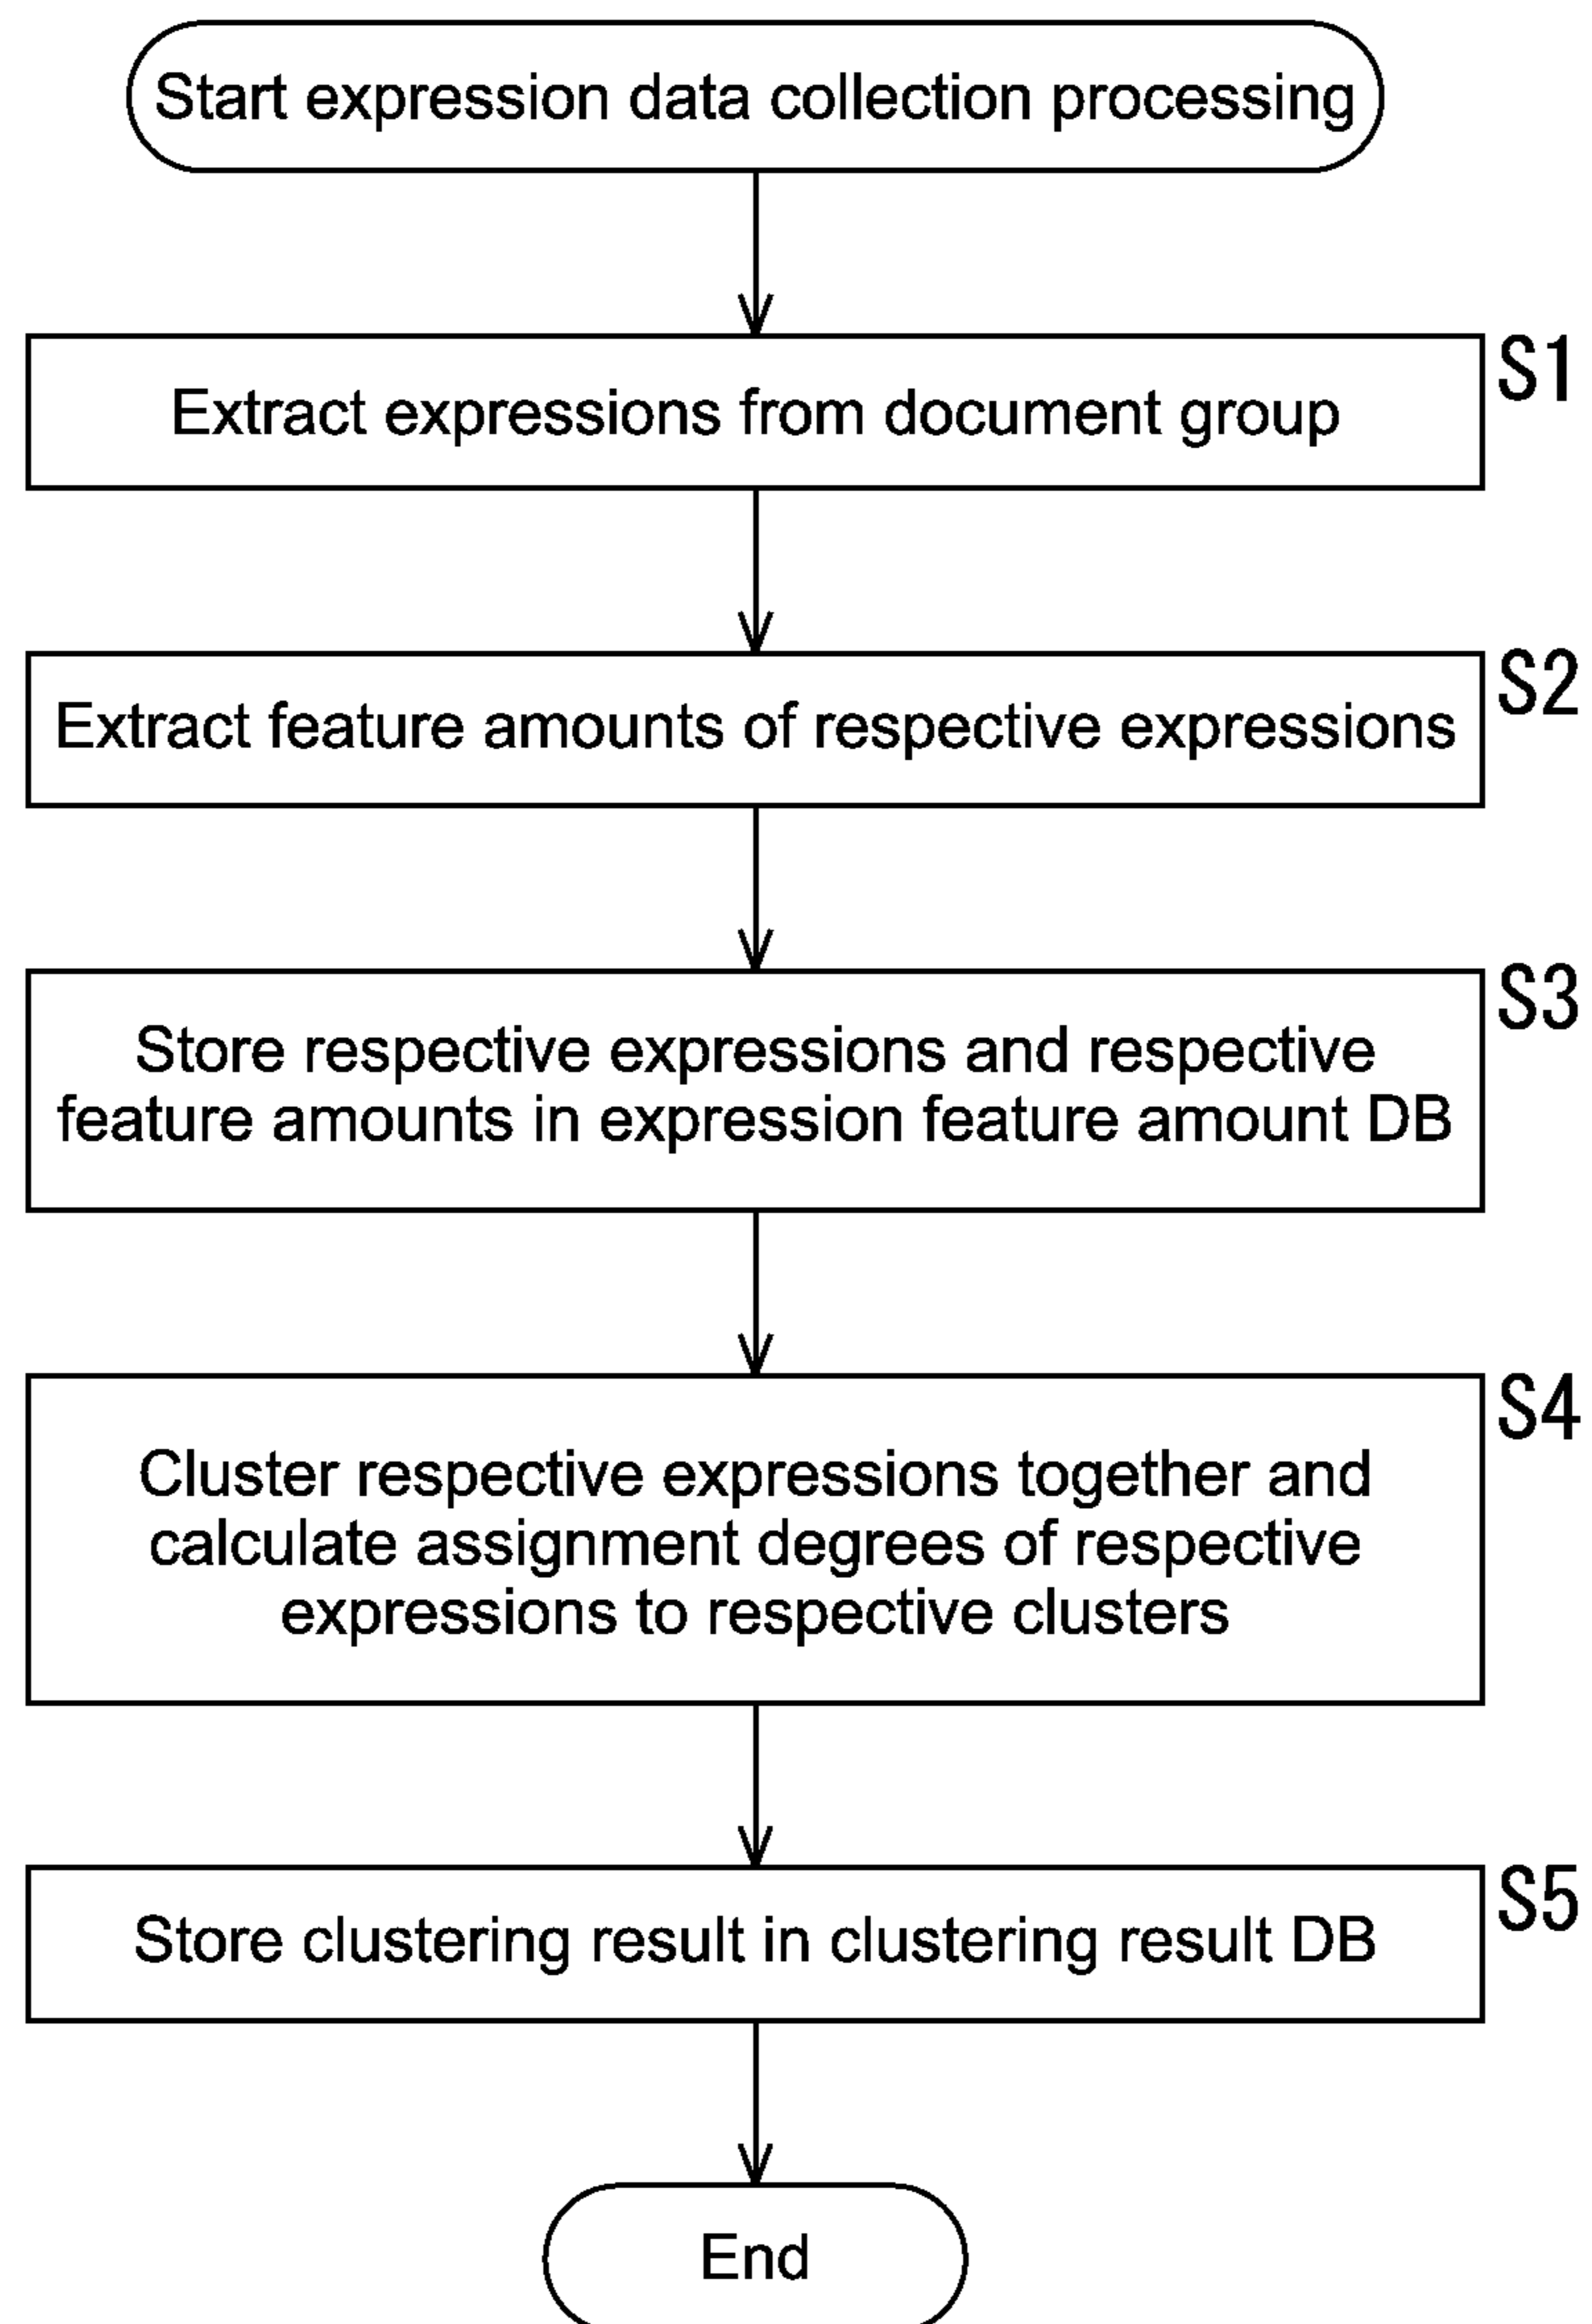 Start expression data collection processing
S1
Extract expressions from document group
S2
Extract feature amounts of respective expressions
S3
Store respective expressions and respective
feature amounts in expression feature amount DB
S4
Cluster respective expressions together and
calculate assignment degrees of respective
expressions to respective clusters
S5
Store clustering result in clustering result DB
End